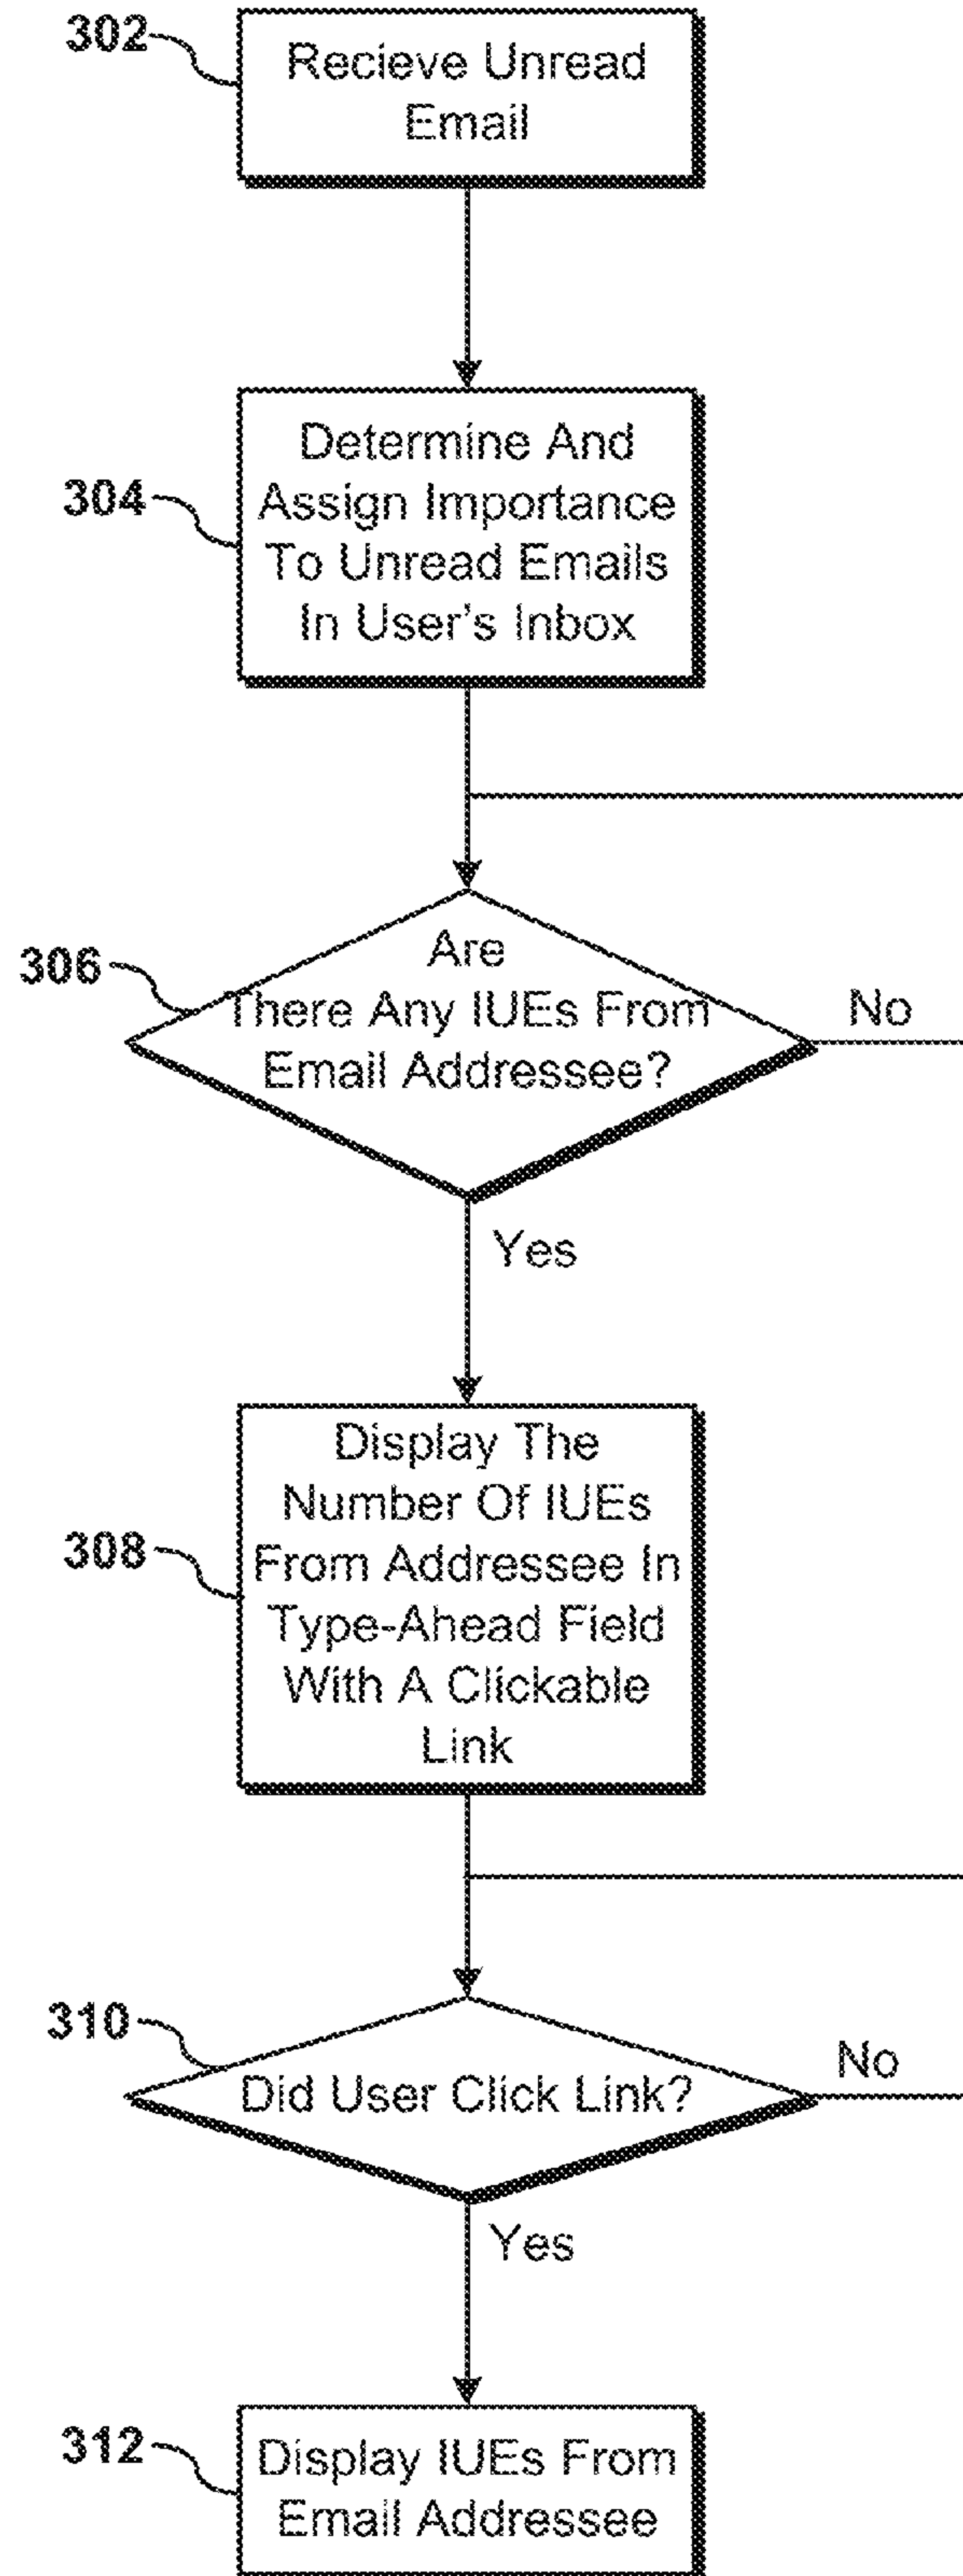 302
Recieve Unread
Email
304
Determine And
Assign Importance
To Unread Emails
In User's Inbox
306
Are
There Any IUEs From
Email Addressee?
No
Yes
308
Display The
Number Of IUEs
From Addressee In
Type-Ahead Field
With A Clickable
Link
310
Did User Click Link?
No
Yes
312
Display IUEs From
Email Addressee